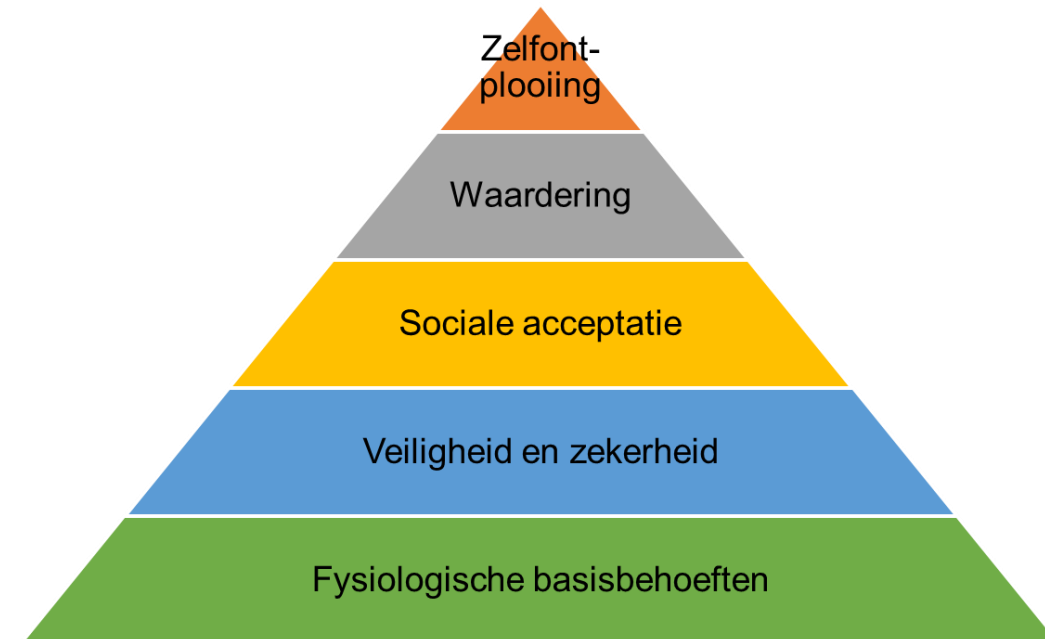 Zelfont-
plooiing
Waardering
Sociale acceptatie
Veiligheid en zekerheid
Fysiologische basisbehoeften